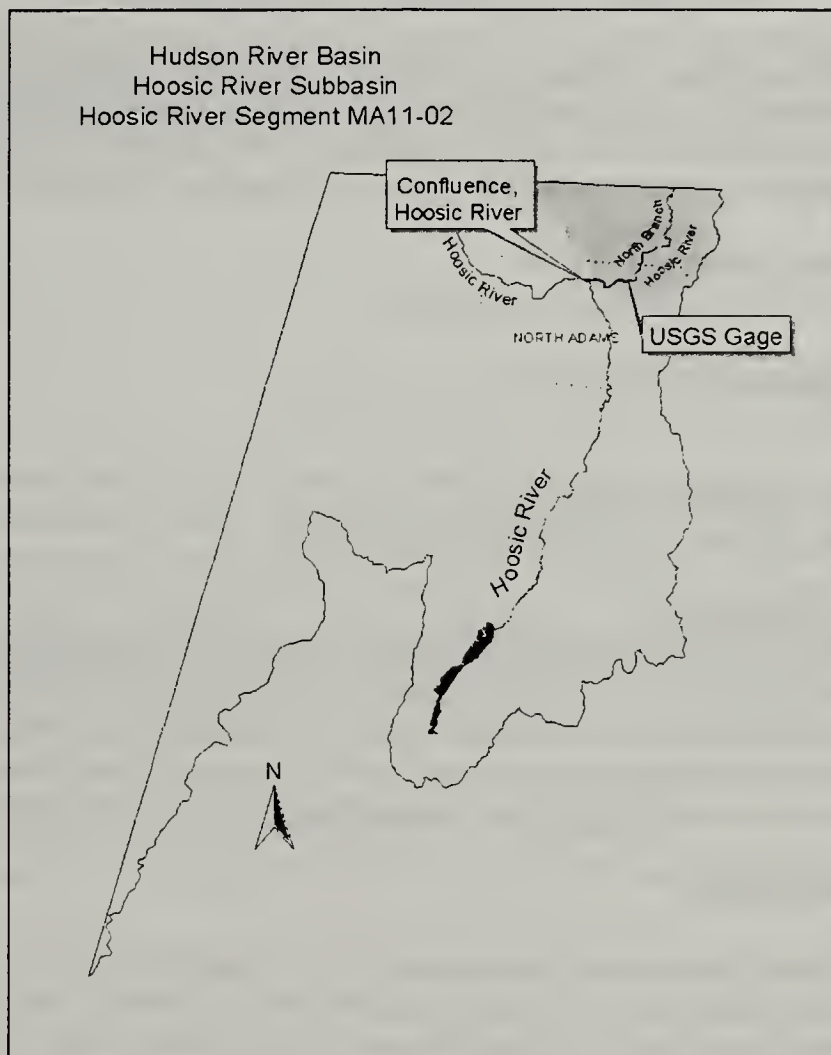 Hudson River Basin
Hoosic River Subbasin
Hoosic River Segment MA11-02
Confluence,
Hoosic River
North Branch
Hoosic River
Hoosic River
NORTH ADAMS
USGS Gage
Hoosic River
N